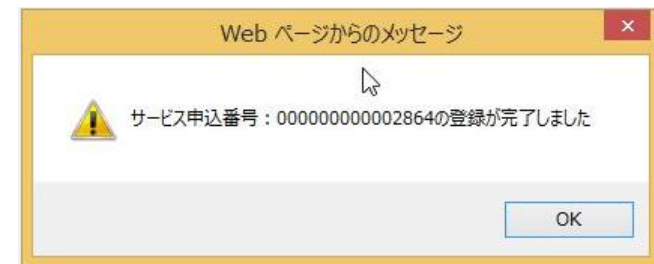 Web ページからのメッセージ
サービス申込番号：000000000002864の登録が完了しました
OK